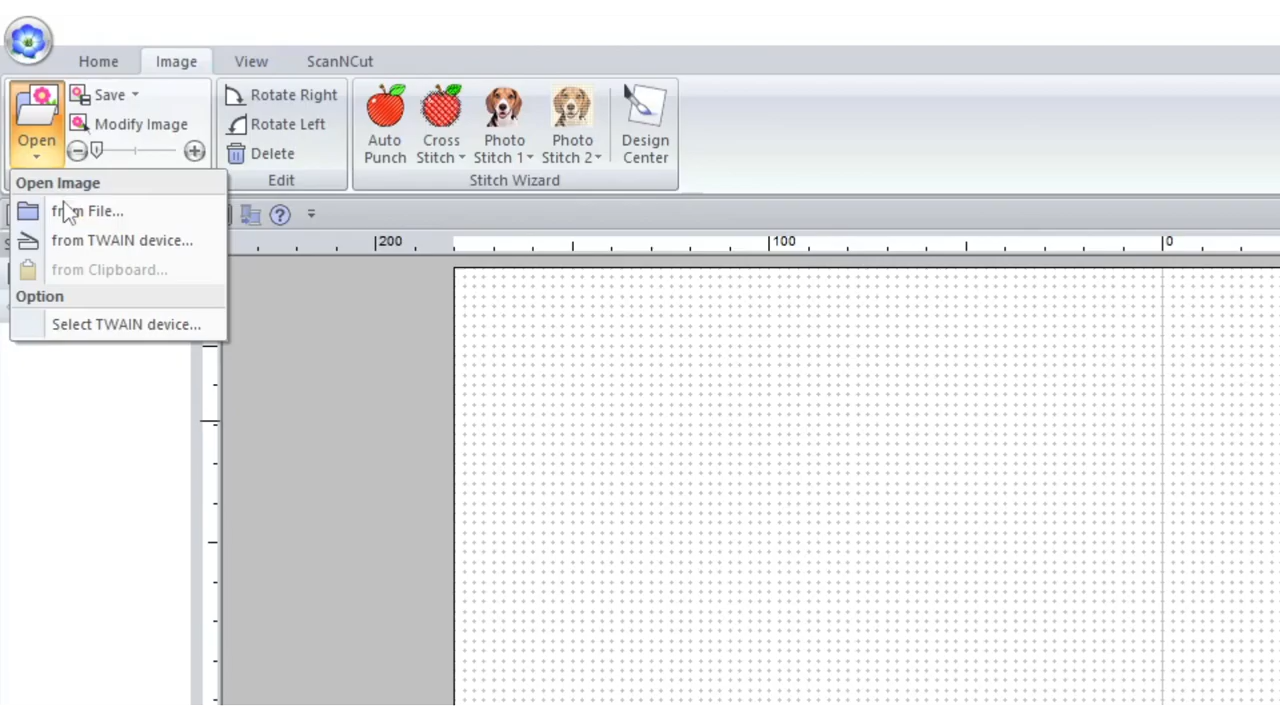 Home Image View ScanNCut
Open
Save
Modify Image
Rotate Right
Rotate Left
Delete
Edit
Auto Punch
Cross Stitch
Photo Stitch 1
Photo Stitch 2
Design Center
Stitch Wizard
Open Image
from File...
from TWAIN device...
from Clipboard...
Option
Select TWAIN device...
200 100 0